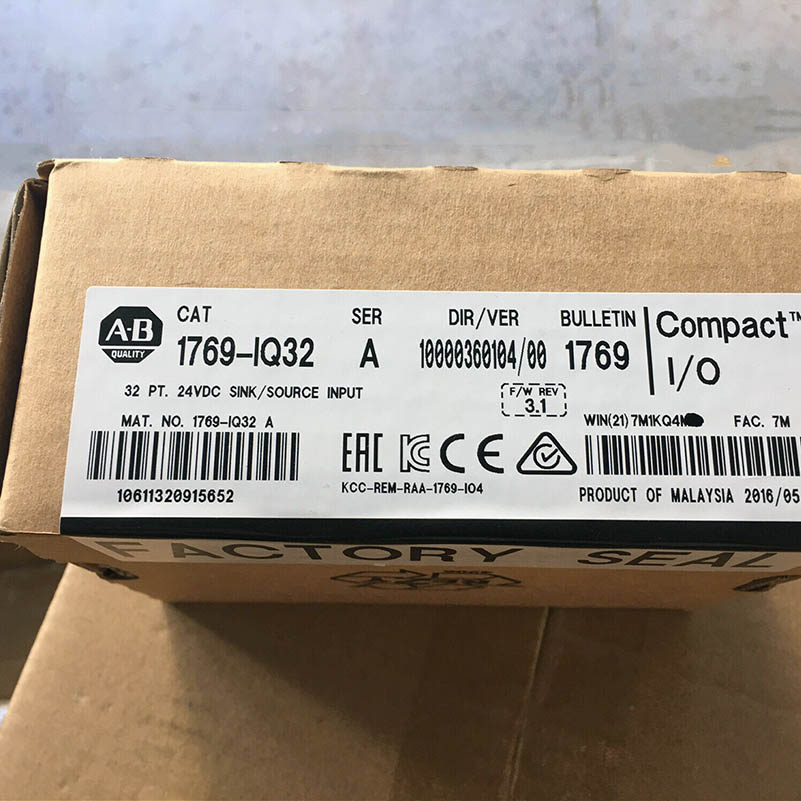 A-B
QUALITY
CAT
1769-IQ32
SER
A
DIR/VER
10000360104/00
BULLETIN
1769
Compact™
I/O
32 PT. 24VDC SINK/SOURCE INPUT
F/W REV
3.1
MAT. NO. 1769-IQ32 A
10611320915652
EAC
KC
CE
KCC-REM-RAA-1769-IO4
WIN(21) 7M1KQ4
FAC. 7M
PRODUCT OF MALAYSIA 2016/05
FACTORY SEAL